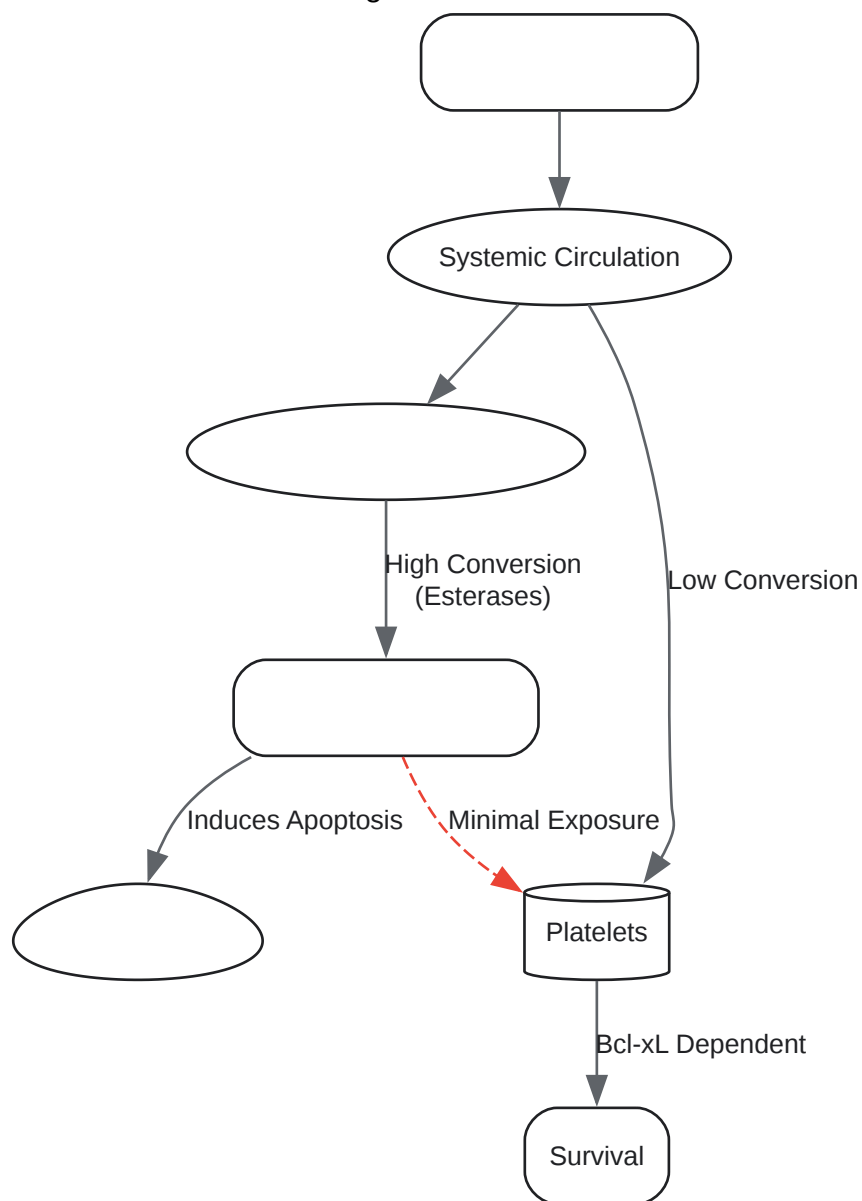 Systemic Circulation
High Conversion
(Esterases)
Low Conversion
Induces Apoptosis
Minimal Exposure
Platelets
Bcl-xL Dependent
Survival